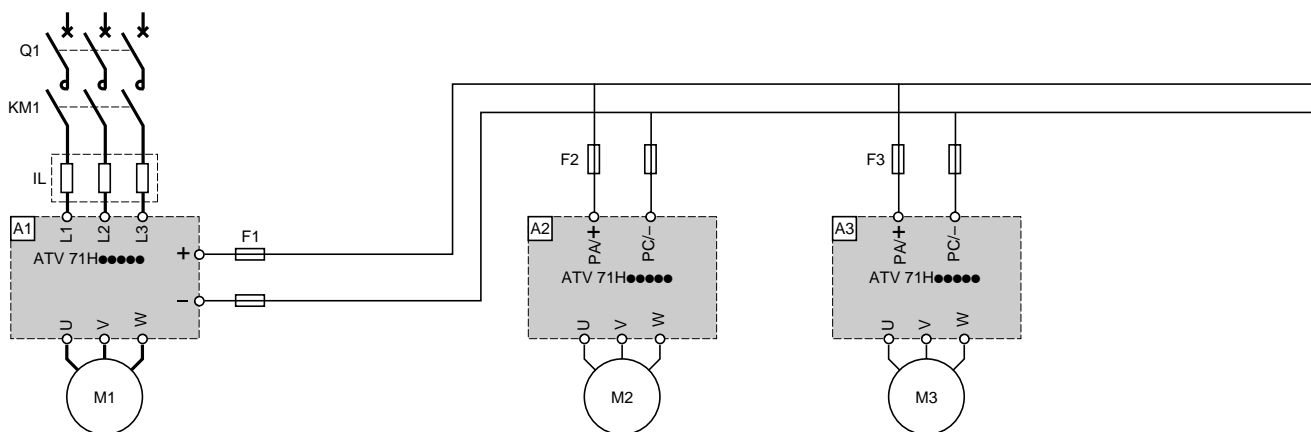 Q1
KM1
IL
F1
F2
F3
A1
L1
L2
L3
+
ATV 71H●●●●●
−
U
V
W
M1
A2
PA/+
PC/−
ATV 71H●●●●●
U
V
W
M2
A3
PA/+
PC/−
ATV 71H●●●●●
U
V
W
M3